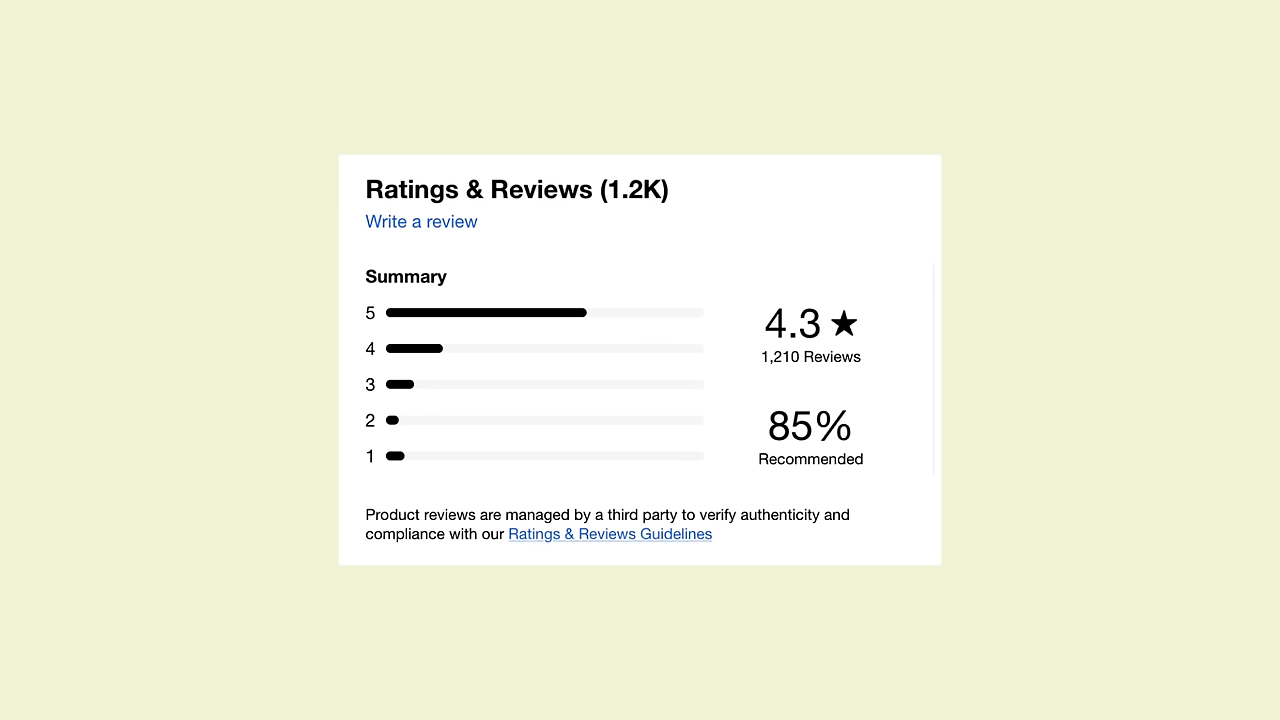 Ratings & Reviews (1.2K)
Write a review
Summary
5
4
3
2
1
4.3 ★
1,210 Reviews
85%
Recommended
Product reviews are managed by a third party to verify authenticity and
compliance with our Ratings & Reviews Guidelines